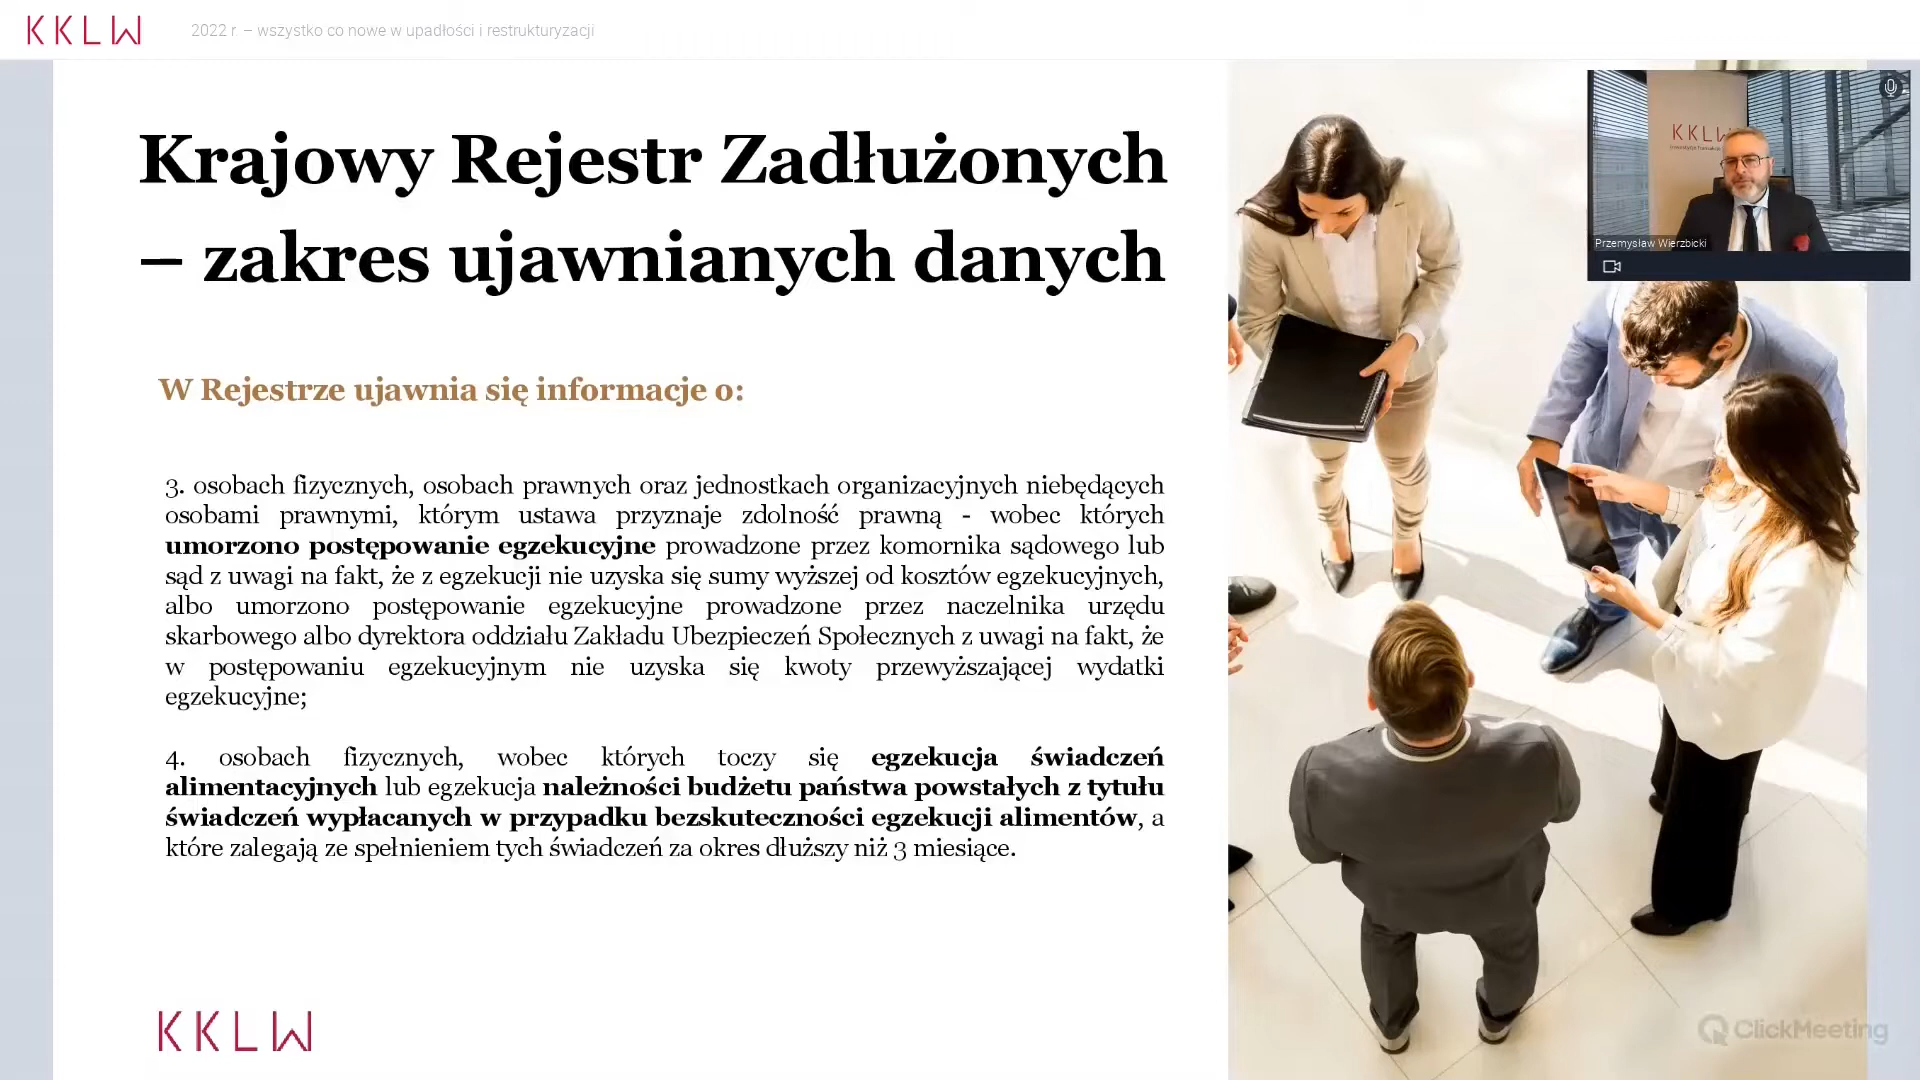 KKLW
2022 r. – wszystko co nowe w upadłości i restrukturyzacji
Krajowy Rejestr Zadłużonych
– zakres ujawnianych danych
W Rejestrze ujawnia się informacje o:
3. osobach fizycznych, osobach prawnych oraz jednostkach organizacyjnych niebędących
osobami prawnymi, którym ustawa przyznaje zdolność prawną - wobec których
umorzono postępowanie egzekucyjne prowadzone przez komornika sądowego lub
sąd z uwagi na fakt, że z egzekucji nie uzyska się sumy wyższej od kosztów egzekucyjnych,
albo umorzono postępowanie egzekucyjne prowadzone przez naczelnika urzędu
skarbowego albo dyrektora oddziału Zakładu Ubezpieczeń Społecznych z uwagi na fakt, że
w postępowaniu egzekucyjnym nie uzyska się kwoty przewyższającej wydatki
egzekucyjne;
4. osobach fizycznych, wobec których toczy się egzekucja świadczeń
alimentacyjnych lub egzekucja należności budżetu państwa powstałych z tytułu
świadczeń wypłacanych w przypadku bezskuteczności egzekucji alimentów, a
które zalegają ze spełnieniem tych świadczeń za okres dłuższy niż 3 miesiące.
KKLW
KKLW
Przemysław Wierzbicki
ClickMeeting